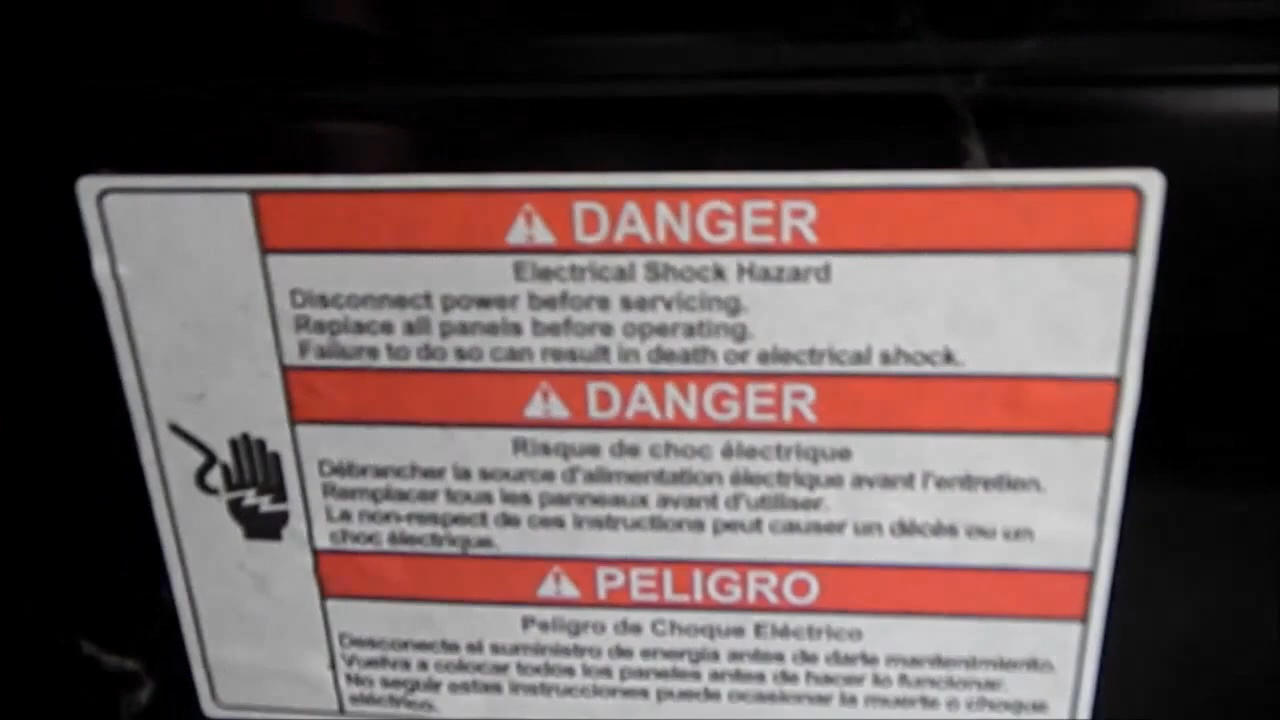 DANGER
Electrical Shock Hazard
Disconnect power before servicing.
Replace all panels before operating.
Failure to do so can result in death or electrical shock.
DANGER
Risque de choc électrique
Débrancher la source d'alimentation électrique avant l'entretien.
Remplacer tous les panneaux avant d'utiliser.
Le non-respect de ces instructions peut causer un décès ou un
choc électrique.
PELIGRO
Peligro de Choque Eléctrico
Desconecte el suministro de energía antes de darle mantenimiento.
Vuelva a colocar todos los paneles antes de hacerlo funcionar.
No seguir estas instrucciones puede ocasionar la muerte o choque
eléctrico.